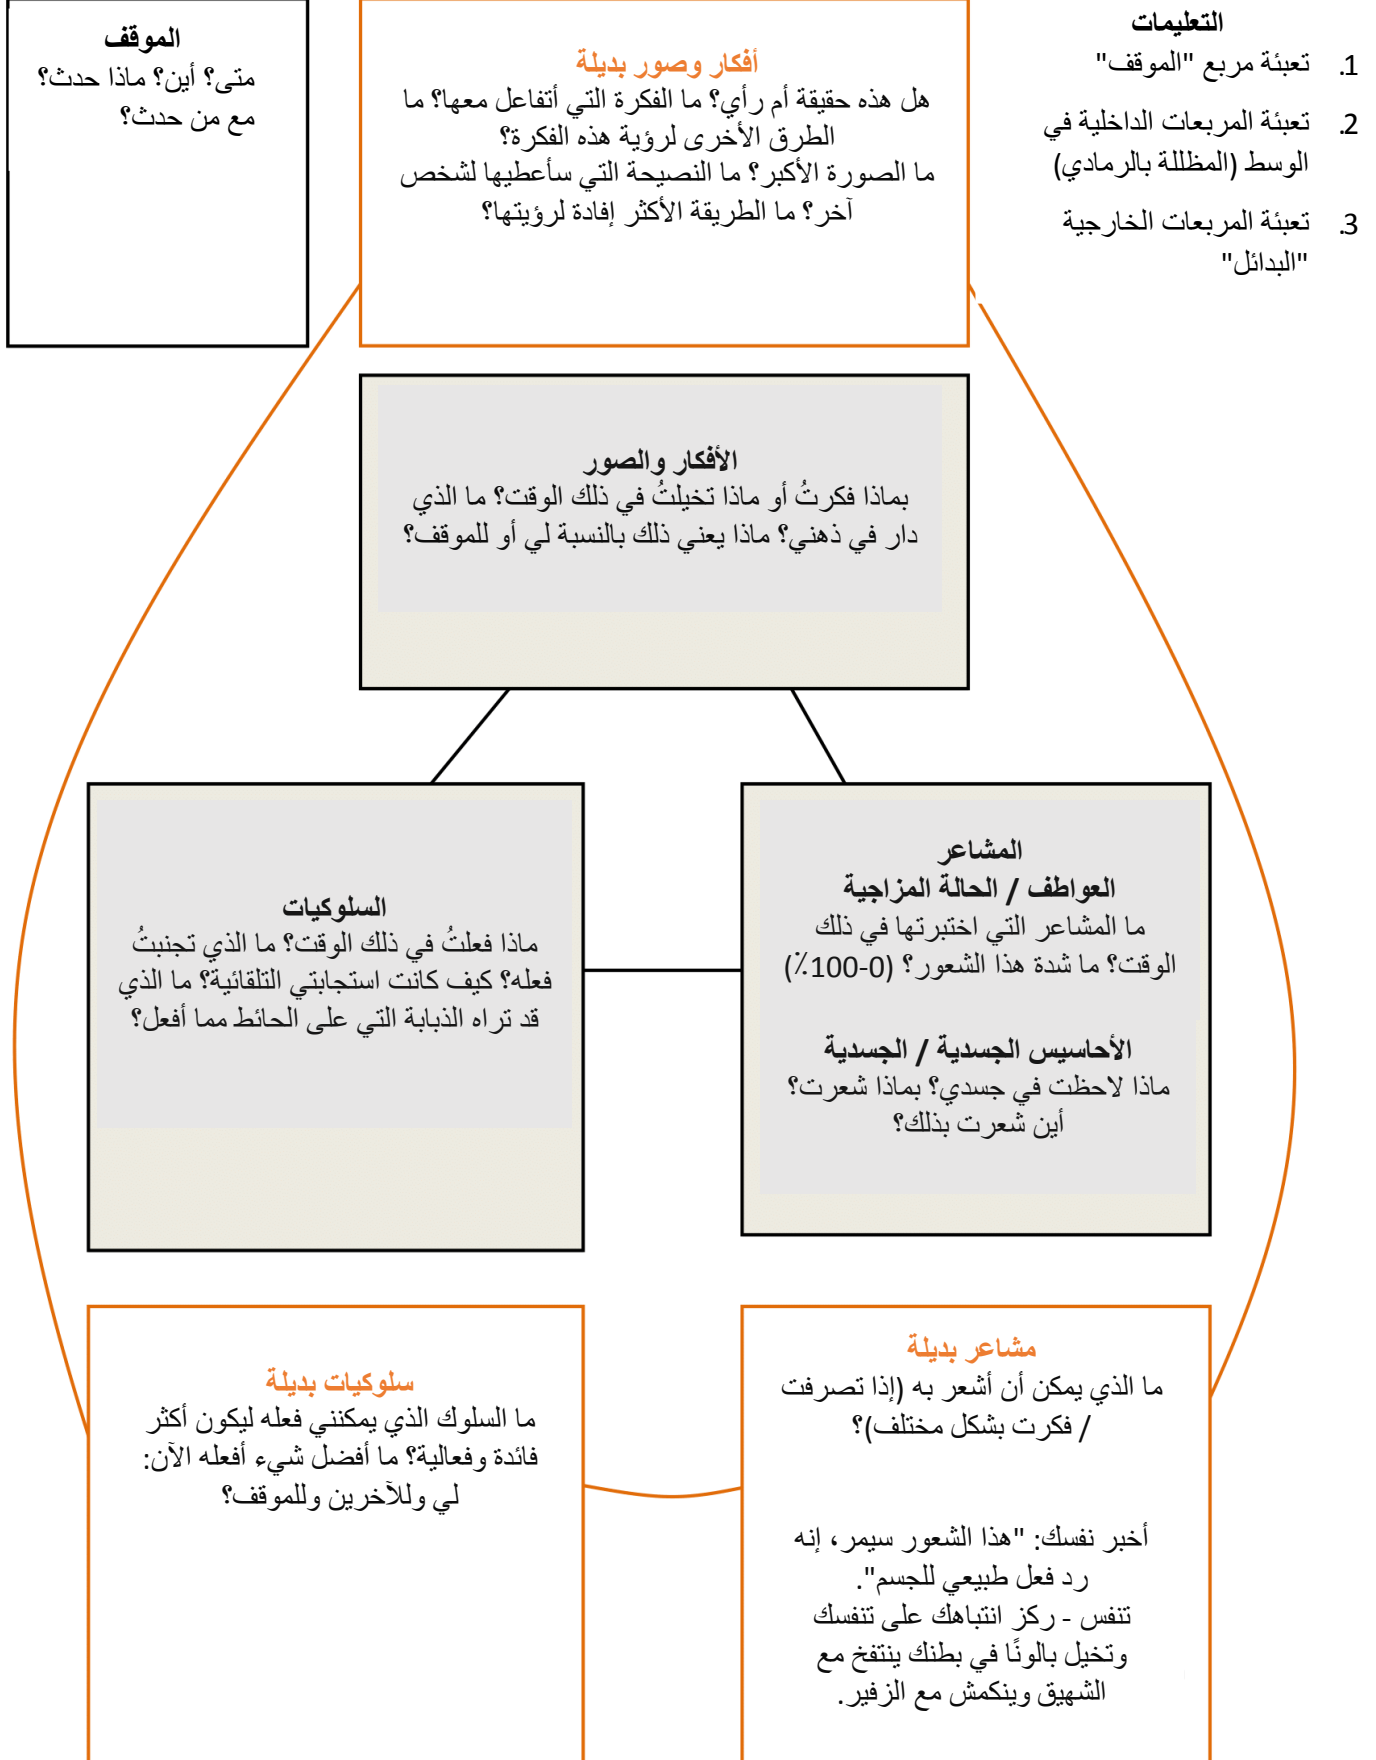 التعليمات
1. تعبئة مربع "الموقف"
2. تعبئة المربعات الداخلية في
الوسط (المظللة بالرمادي)
3. تعبئة المربعات الخارجية
"البدائل"
أفكار وصور بديلة
هل هذه حقيقة أم رأي؟ ما الفكرة التي أتفاعل معها؟ ما
الطرق الأخرى لرؤية هذه الفكرة؟
ما الصورة الأكبر؟ ما النصيحة التي سأعطيها لشخص
آخر؟ ما الطريقة الأكثر إفادة لرؤيتها؟
الموقف
متى؟ أين؟ ماذا حدث؟
مع من حدث؟
الأفكار والصور
بماذا فكرتُ أو ماذا تخيلتُ في ذلك الوقت؟ ما الذي
دار في ذهني؟ ماذا يعني ذلك بالنسبة لي أو للموقف؟
المشاعر
العواطف / الحالة المزاجية
ما المشاعر التي اختبرتها في ذلك
الوقت؟ ما شدة هذا الشعور؟ (0-100٪)
الأحاسيس الجسدية / الجسدية
ماذا لاحظت في جسدي؟ بماذا شعرت؟
أين شعرت بذلك؟
السلوكيات
ماذا فعلتُ في ذلك الوقت؟ ما الذي تجنبتُ
فعله؟ كيف كانت استجابتي التلقائية؟ ما الذي
قد تراه الذبابة التي على الحائط مما أفعل؟
مشاعر بديلة
ما الذي يمكن أن أشعر به (إذا تصرفت
/ فكرت بشكل مختلف)؟
أخبر نفسك: "هذا الشعور سيمر، إنه
رد فعل طبيعي للجسم".
تنفس - ركز انتباهك على تنفسك
وتخيل بالونًا في بطنك ينتفخ مع
الشهيق وينكمش مع الزفير.
سلوكيات بديلة
ما السلوك الذي يمكنني فعله ليكون أكثر
فائدة وفعالية؟ ما أفضل شيء أفعله الآن:
لي وللآخرين وللموقف؟